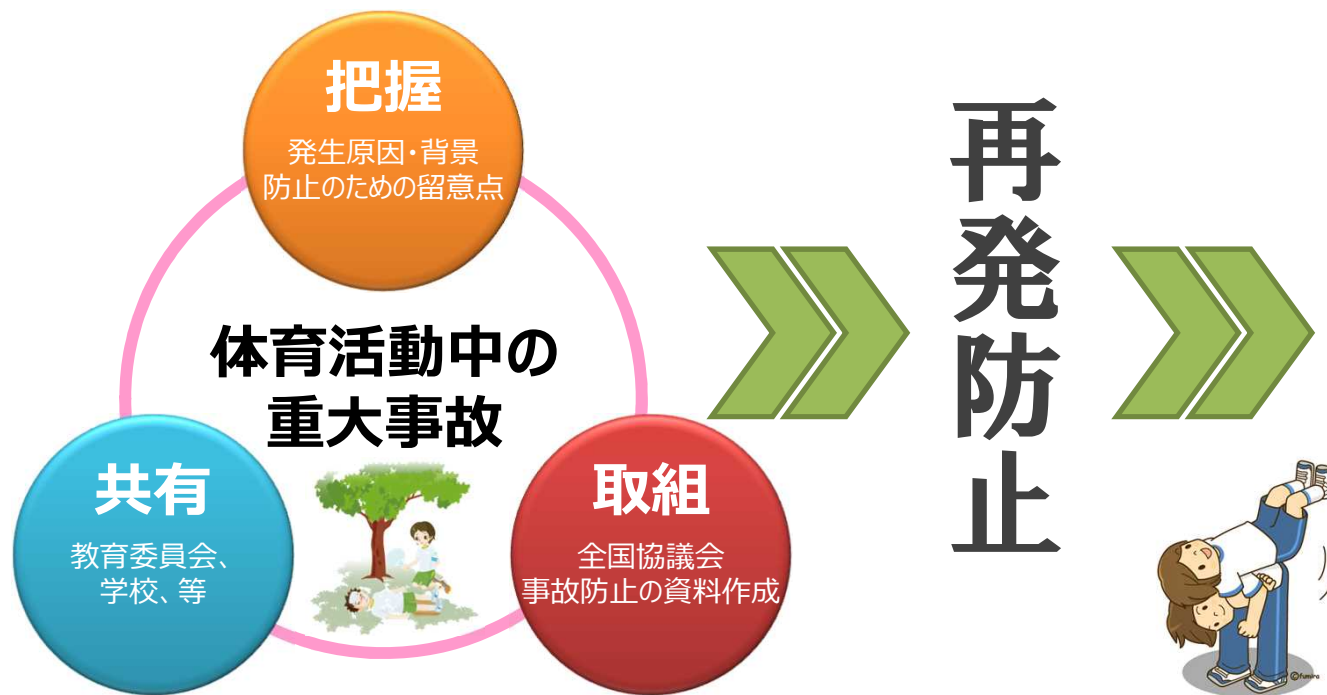 把握
発生原因・背景
防止のための留意点
体育活動中の
重大事故
共有
教育委員会、
学校、等
取組
全国協議会
事故防止の資料作成
再発防止
©fumira